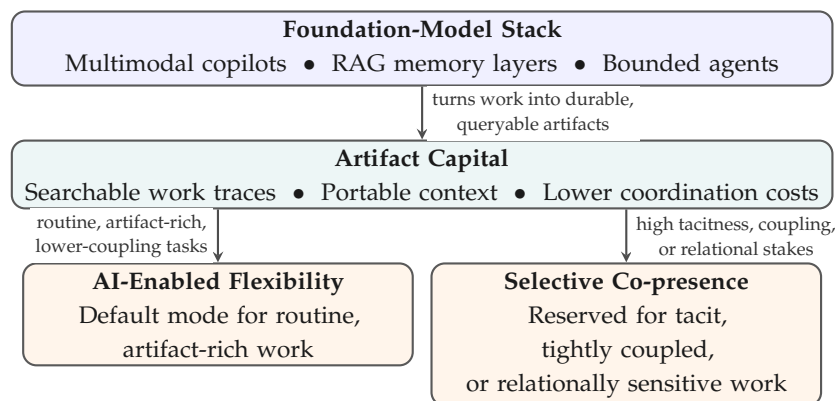 Foundation-Model Stack
Multimodal copilots ● RAG memory layers ● Bounded agents
turns work into durable,
queryable artifacts
Artifact Capital
Searchable work traces ● Portable context ● Lower coordination costs
routine, artifact-rich,
lower-coupling tasks
high tacitness, coupling,
or relational stakes
AI-Enabled Flexibility
Default mode for routine,
artifact-rich work
Selective Co-presence
Reserved for tacit,
tightly coupled,
or relationally sensitive work